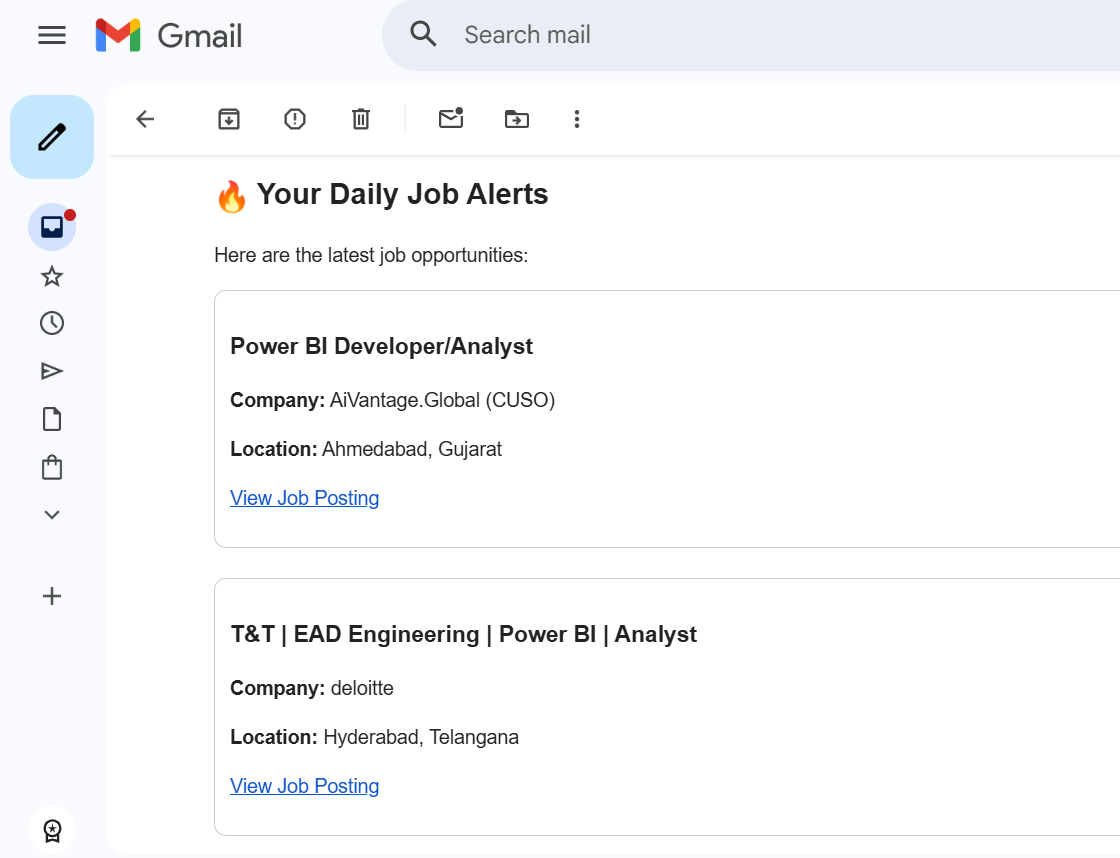 Gmail
Search mail
🔥 Your Daily Job Alerts
Here are the latest job opportunities:
Power BI Developer/Analyst
Company: AiVantage.Global (CUSO)
Location: Ahmedabad, Gujarat
View Job Posting
T&T | EAD Engineering | Power BI | Analyst
Company: deloitte
Location: Hyderabad, Telangana
View Job Posting